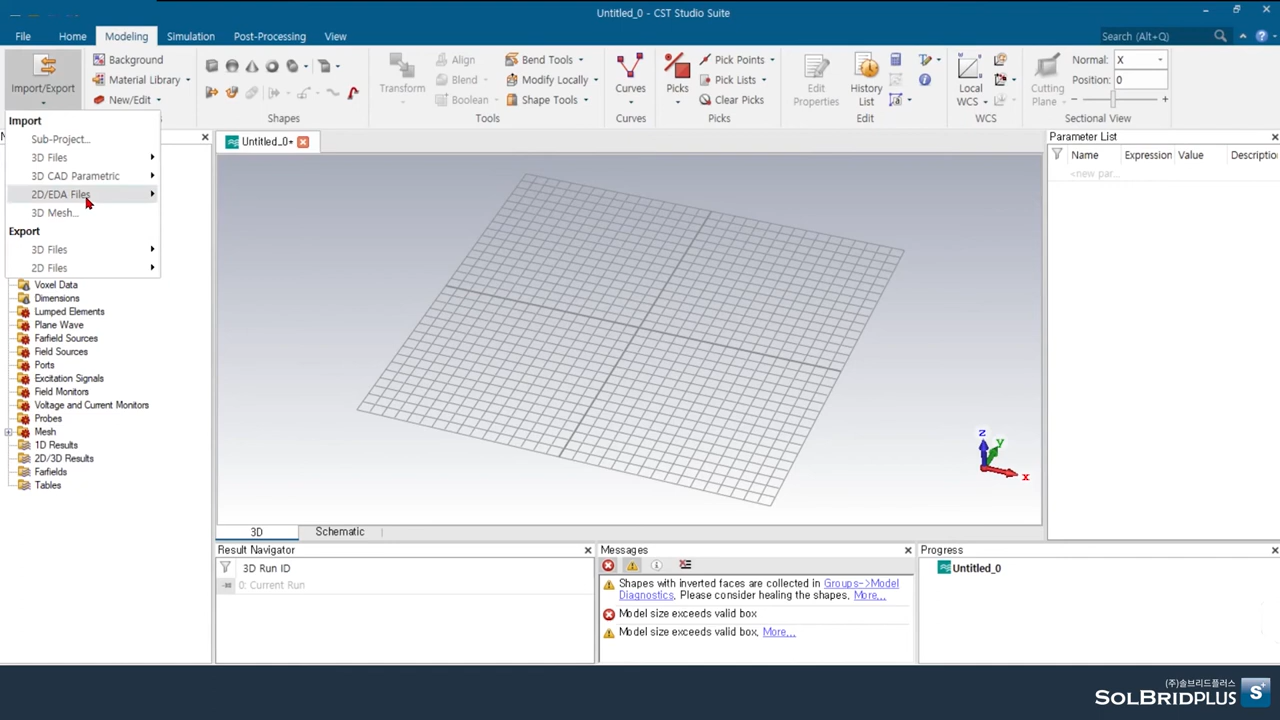 Untitled_0 - CST Studio Suite
File Home Modeling Simulation Post-Processing View Search (Alt+Q)
Import/Export
Background
Material Library
New/Edit
Shapes
Transform
Align
Blend
Boolean
Bend Tools
Modify Locally
Shape Tools
Tools
Curves
Curves
Picks
Pick Points
Pick Lists
Clear Picks
Picks
Edit Properties
History List
Edit
Local WCS
WCS
Cutting Plane
Normal: X
Position: 0
Sectional View
Import
Sub-Project...
3D Files
3D CAD Parametric
2D/EDA Files
3D Mesh...
Export
3D Files
2D Files
Voxel Data
Dimensions
Lumped Elements
Plane Wave
Farfield Sources
Field Sources
Ports
Excitation Signals
Field Monitors
Voltage and Current Monitors
Probes
Mesh
1D Results
2D/3D Results
Farfields
Tables
Untitled_0*
z
y
x
3D Schematic
Parameter List
Name Expression Value Descriptio
<new par...
Result Navigator
3D Run ID
0: Current Run
Messages
Shapes with inverted faces are collected in Groups->Model
Diagnostics, Please consider healing the shapes, More...
Model size exceeds valid box
Model size exceeds valid box, More...
Progress
Untitled_0
(주)솔브리드플러스
SOLBRIDPLUS
S+